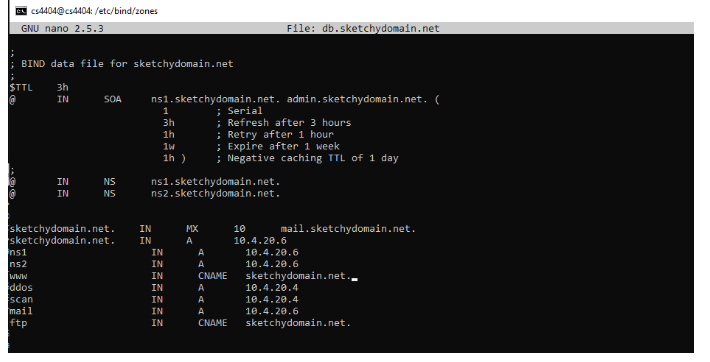 cs4404@cs4404: /etc/bind/zones
GNU nano 2.5.3 File: db.sketchydomain.net
;
; BIND data file for sketchydomain.net
;
$TTL 3h
@ IN SOA ns1.sketchydomain.net. admin.sketchydomain.net. (
1 ; Serial
3h ; Refresh after 3 hours
1h ; Retry after 1 hour
1w ; Expire after 1 week
1h ) ; Negative caching TTL of 1 day
;
@ IN NS ns1.sketchydomain.net.
@ IN NS ns2.sketchydomain.net.
sketchydomain.net. IN MX 10 mail.sketchydomain.net.
sketchydomain.net. IN A 10.4.20.6
ns1 IN A 10.4.20.6
ns2 IN A 10.4.20.6
www IN CNAME sketchydomain.net.
ddos IN A 10.4.20.4
scan IN A 10.4.20.4
mail IN A 10.4.20.6
ftp IN CNAME sketchydomain.net.